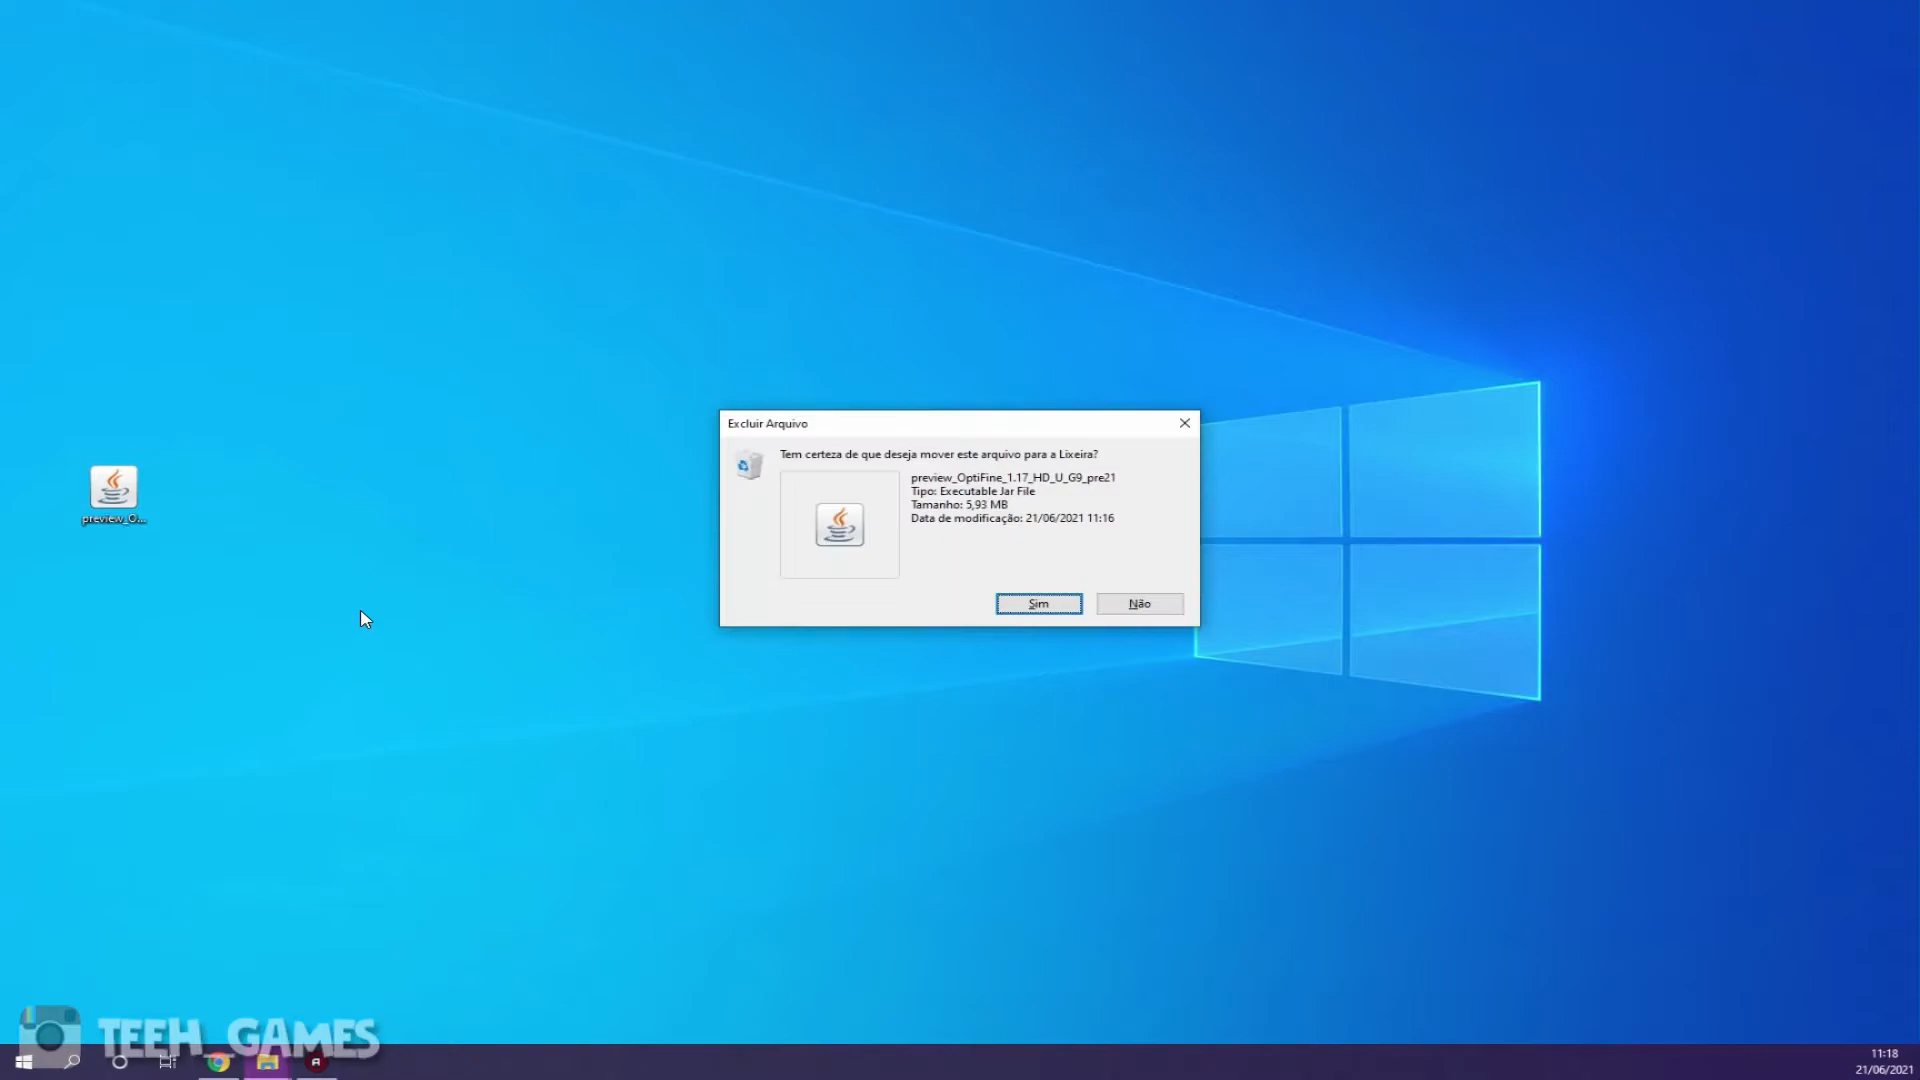 Excluir Arquivo
Tem certeza de que deseja mover este arquivo para a Lixeira?
preview_OptiFine_1.17_HD_U_G9_pre21
Tipo: Executable Jar File
Tamanho: 5,93 MB
Data de modificação: 21/06/2021 11:16
preview_O...
Sim
Não
TEEH_GAMES
11:18
21/06/2021